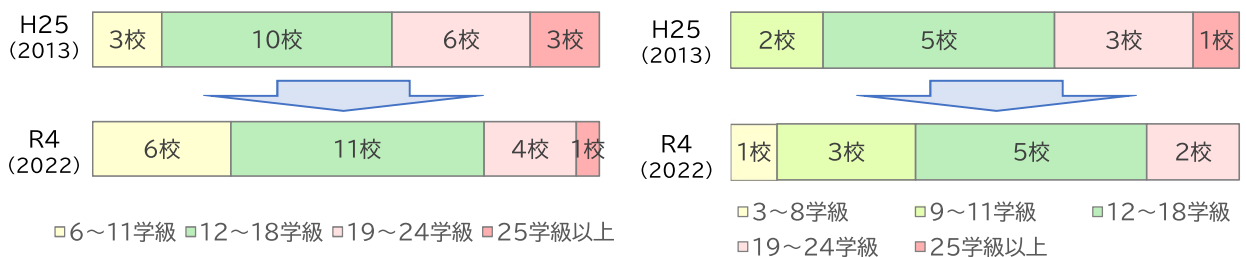 H25
(2013)
3校 10校 6校 3校
R4
(2022)
6校 11校 4校 1校
6～11学級 12～18学級 19～24学級 25学級以上
H25
(2013)
2校 5校 3校 1校
R4
(2022)
1校 3校 5校 2校
3～8学級 9～11学級 12～18学級
19～24学級 25学級以上